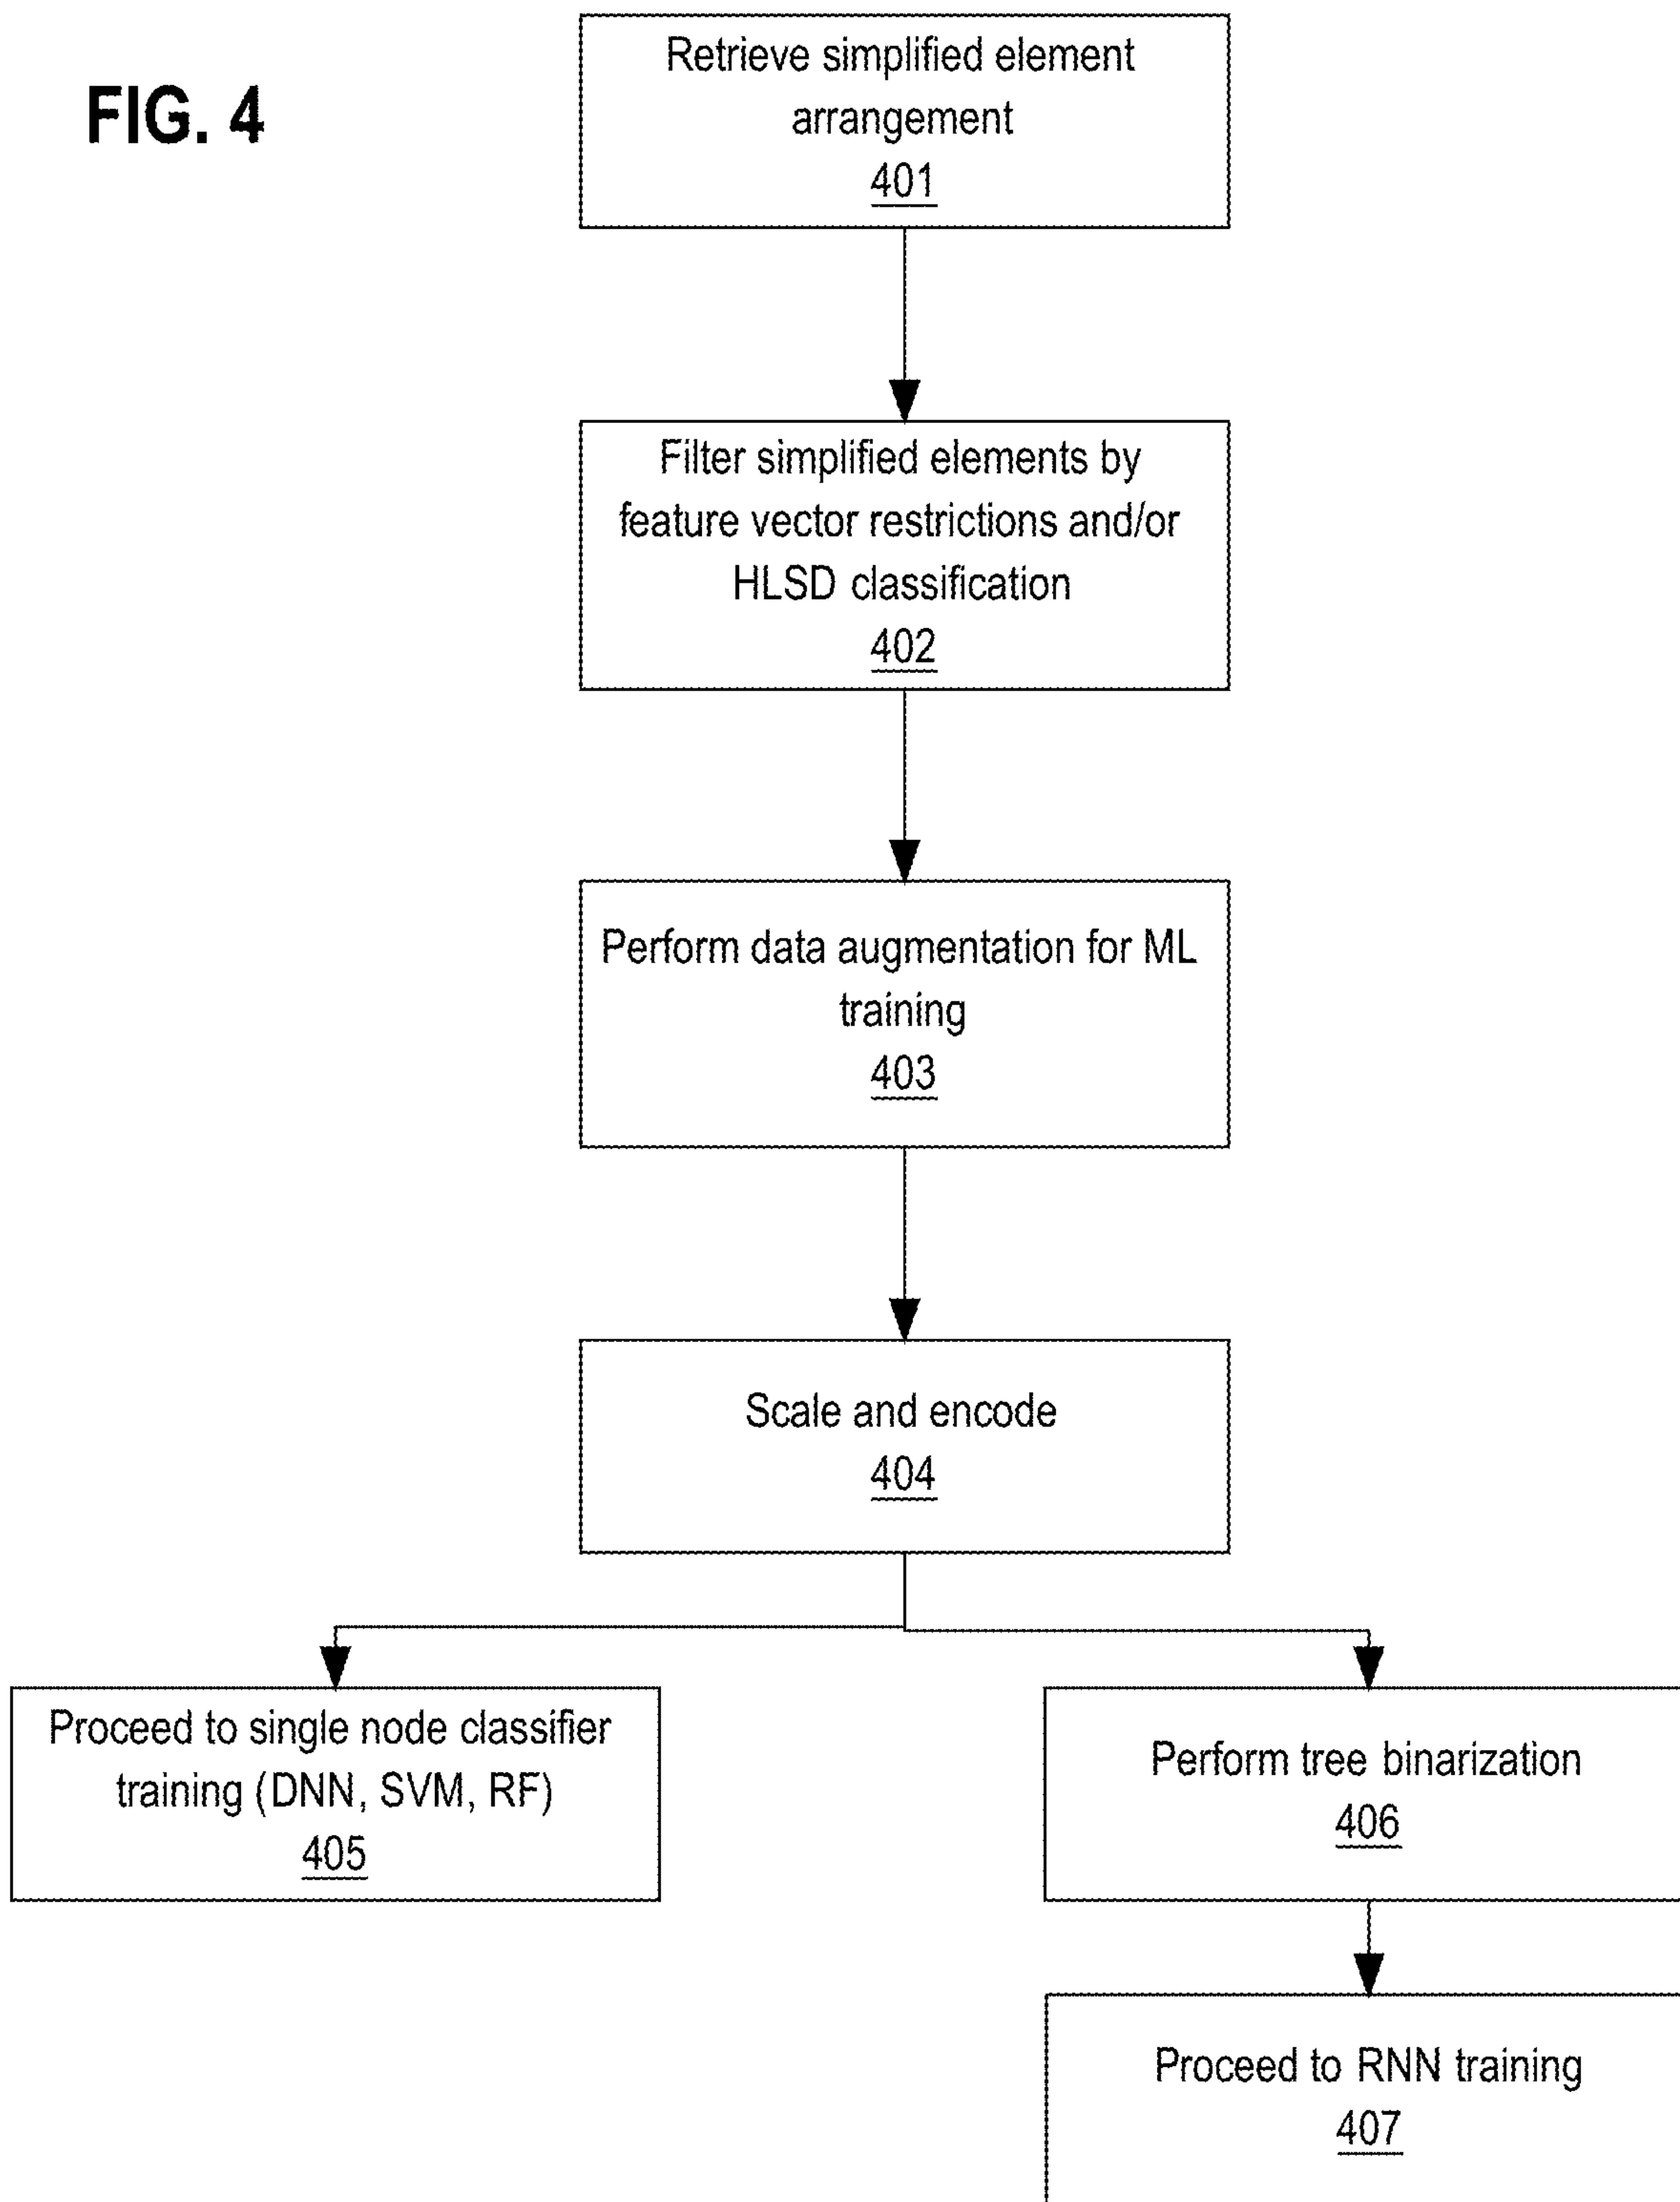 FIG. 4
Retrieve simplified element
arrangement
401
Filter simplified elements by
feature vector restrictions and/or
HLSD classification
402
Perform data augmentation for ML
training
403
Scale and encode
404
Proceed to single node classifier
training (DNN, SVM, RF)
405
Perform tree binarization
406
Proceed to RNN training
407